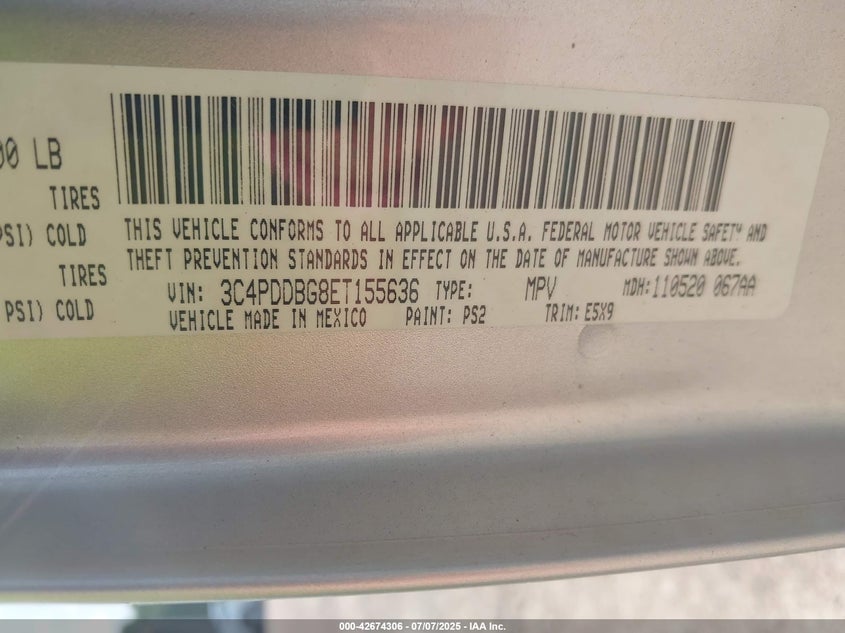 00 LB
TIRES
PSI) COLD
TIRES
PSI) COLD
THIS VEHICLE CONFORMS TO ALL APPLICABLE U.S.A. FEDERAL MOTOR VEHICLE SAFETY AND
THEFT PREVENTION STANDARDS IN EFFECT ON THE DATE OF MANUFACTURE SHOWN ABOVE.
VIN: 3C4PDDBG8ET155636 TYPE: MPV MDH:110520 067AA
VEHICLE MADE IN MEXICO PAINT: PS2 TRIM: E5X9
000-42674306 / 07/07/2025 - IAA Inc.